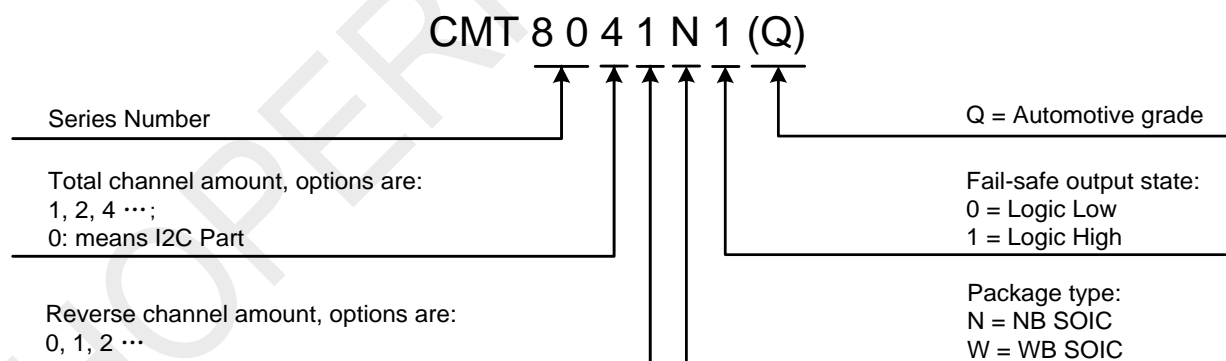 CMT 8 0 4 1 N 1 (Q)
Series Number
Total channel amount, options are:
1, 2, 4 ⋯;
0: means I2C Part
Reverse channel amount, options are:
0, 1, 2 ⋯
Q = Automotive grade
Fail-safe output state:
0 = Logic Low
1 = Logic High
Package type:
N = NB SOIC
W = WB SOIC